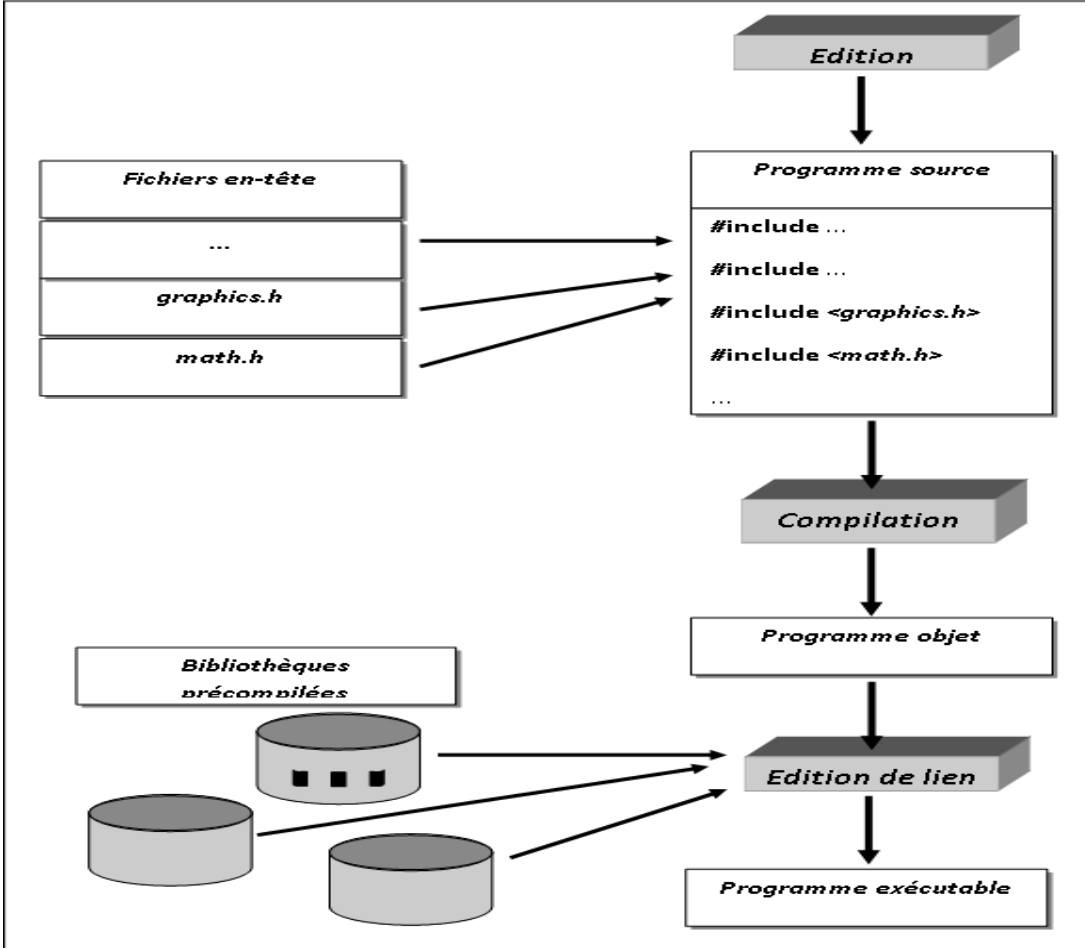 Edition
Fichiers en-tête
...
graphics.h
math.h
Programme source
#include ...
#include ...
#include <graphics.h>
#include <math.h>
...
Compilation
Programme objet
Bibliothèques
précompilées
Edition de lien
Programme exécutable